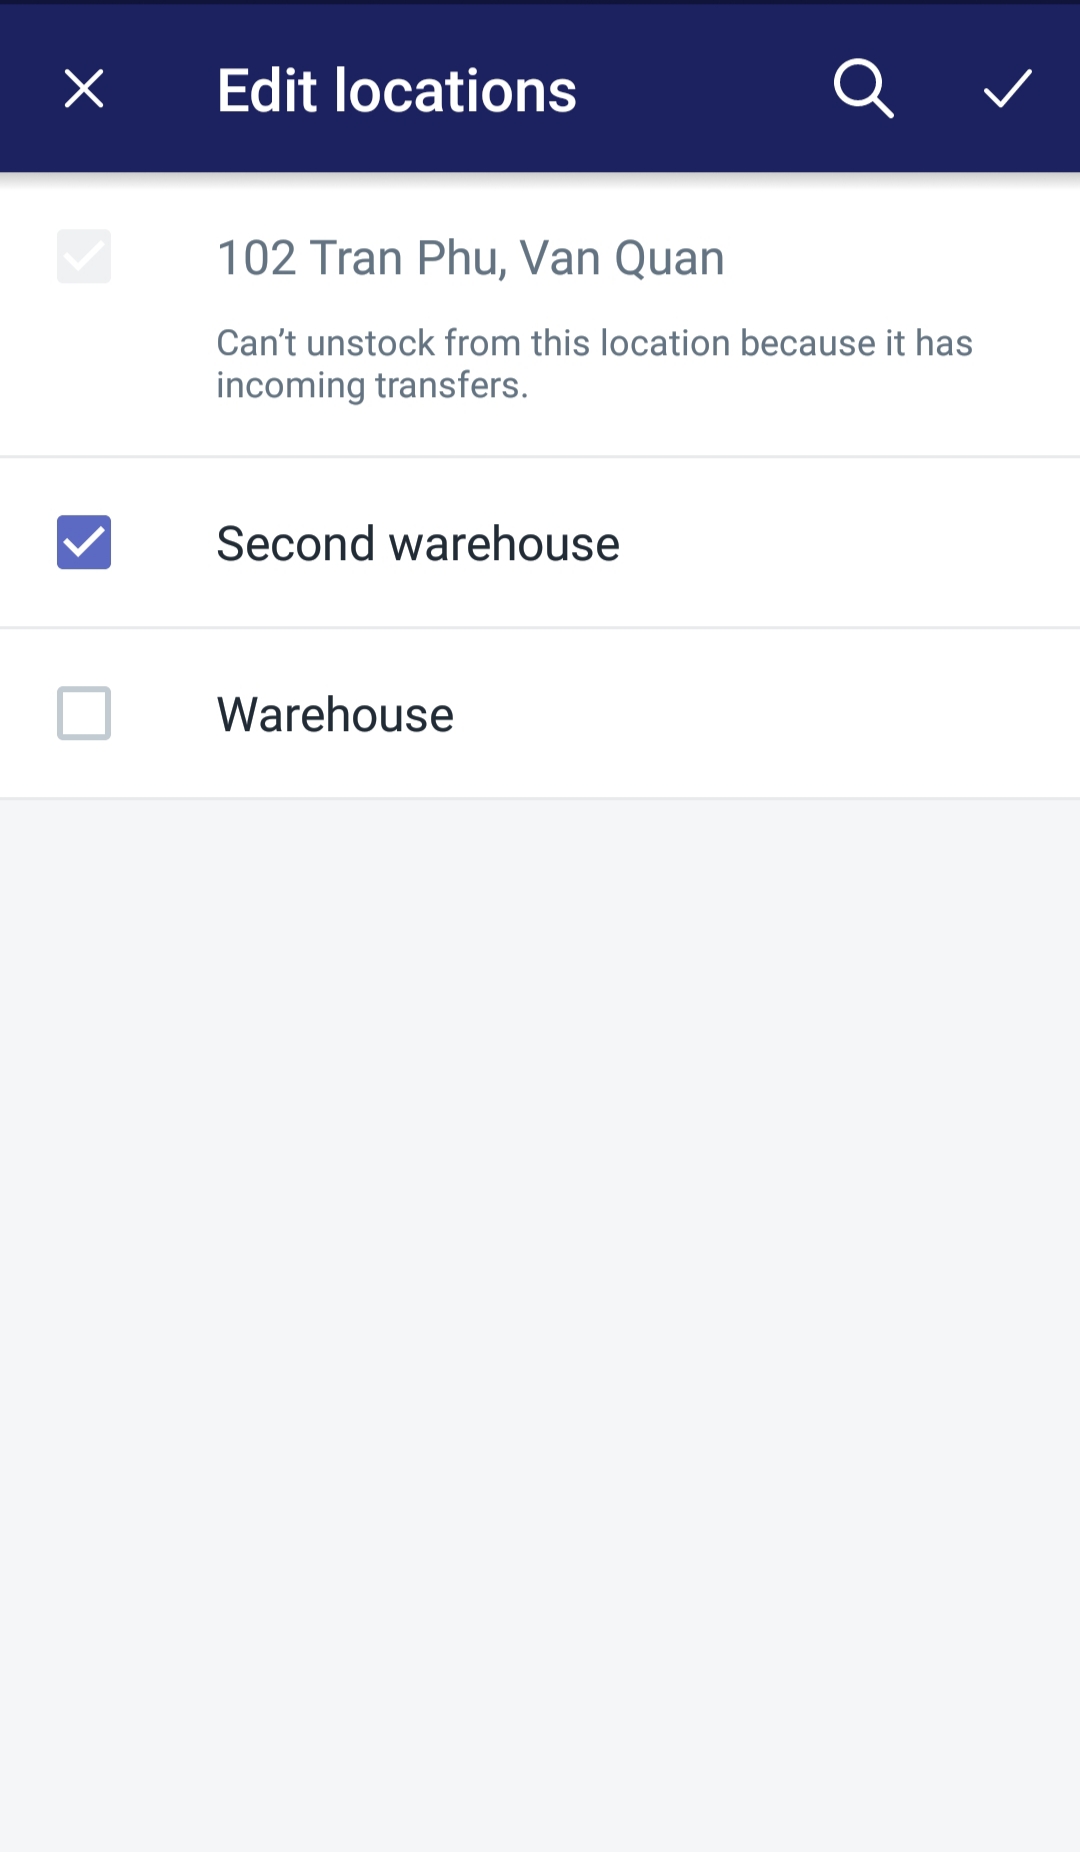 Edit locations
102 Tran Phu, Van Quan
Can’t unstock from this location because it has
incoming transfers.
Second warehouse
Warehouse